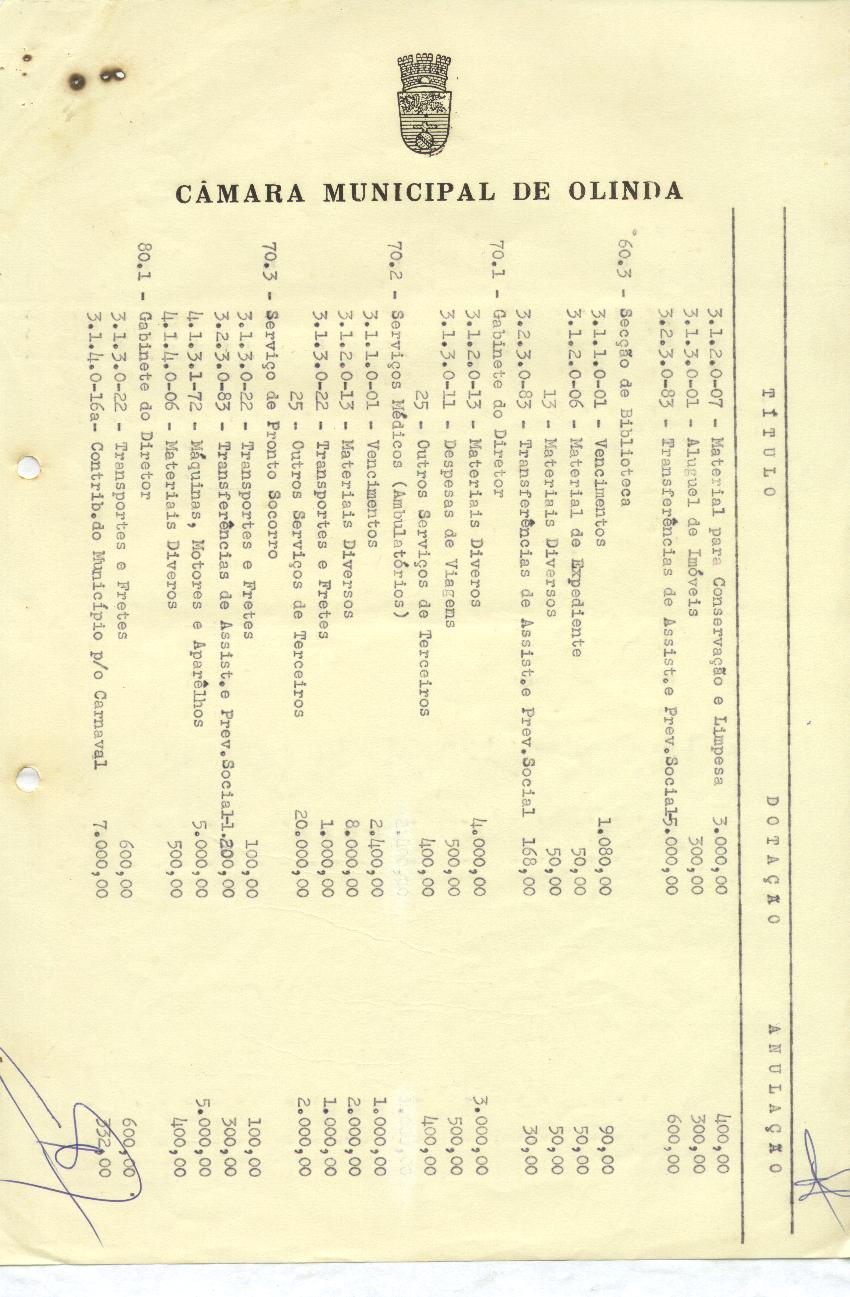 CÂMARA MUNICIPAL DE OLINDA
TÍTULO DOTAÇÃO ANULAÇÃO
3.1.2.0-07 - Material para Conservação e Limpesa 3.000,00 400,00
3.1.3.0-01 - Aluguel de Imóveis 300,00 300,00
3.2.3.0-83 - Transferências de Assist.e Prev.Social-5.000,00 600,00
60.3 - Secção de Biblioteca
3.1.1.0-01 - Vencimentos 1.080,00 90,00
3.1.2.0-06 - Material de Expediente 50,00 50,00
13 - Materiais Diversos 50,00 50,00
3.2.3.0-83 - Transferências de Assist.e Prev.Social 168,00 30,00
70.1 - Gabinete do Diretor
3.1.2.0-13 - Materiais Diveros 4.000,00 3.000,00
3.1.3.0-11 - Despesas de Viagens 500,00 500,00
25 - Outros Serviços de Terceiros 400,00 400,00
70.2 - Serviços Médicos (Ambulatórios)
3.1.1.0-01 - Vencimentos 2.400,00 1.000,00
3.1.2.0-13 - Materiais Diversos 8.000,00 2.000,00
3.1.3.0-22 - Transportes e Fretes 1.000,00 1.000,00
25 - Outros Serviços de Terceiros 20.000,00 2.000,00
70.3 - Serviço de Pronto Socorro
3.1.3.0-22 - Transportes e Fretes 100,00 100,00
3.2.3.0-83 - Transferências de Assist.e Prev.Social-1.200,00 300,00
4.1.3.1-72 - Máquinas, Motores e Aparêlhos 5.000,00 5.000,00
4.1.4.0-06 - Materiais Diveros 500,00 400,00
80.1 - Gabinete do Diretor
3.1.3.0-22 - Transportes e Fretes 600,00 600,00
3.1.4.0-16a- Contrib.do Município p/o Carnaval 7.000,00 332,00